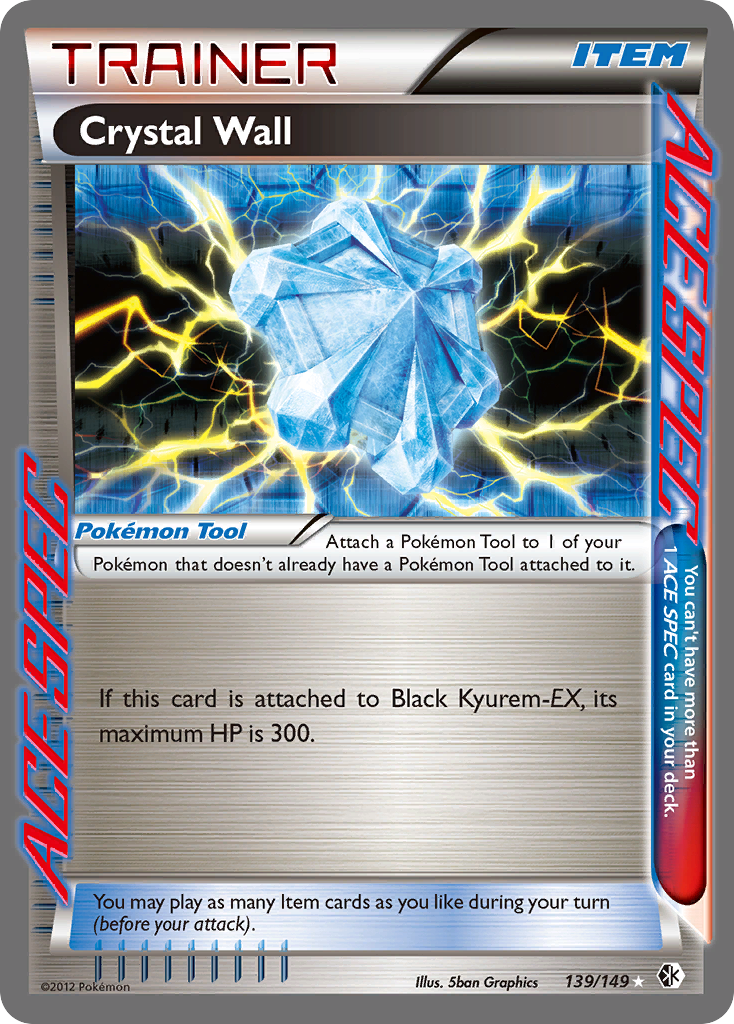 TRAINER
ITEM
Crystal Wall
ACE SPEC
Pokémon Tool
Attach a Pokémon Tool to 1 of your
Pokémon that doesn't already have a Pokémon Tool attached to it.
ACE SPEC
You can't have more than
1 ACE SPEC card in your deck.
If this card is attached to Black Kyurem-EX, its
maximum HP is 300.
You may play as many Item cards as you like during your turn
(before your attack).
©2012 Pokémon
Illus. 5ban Graphics
139/149